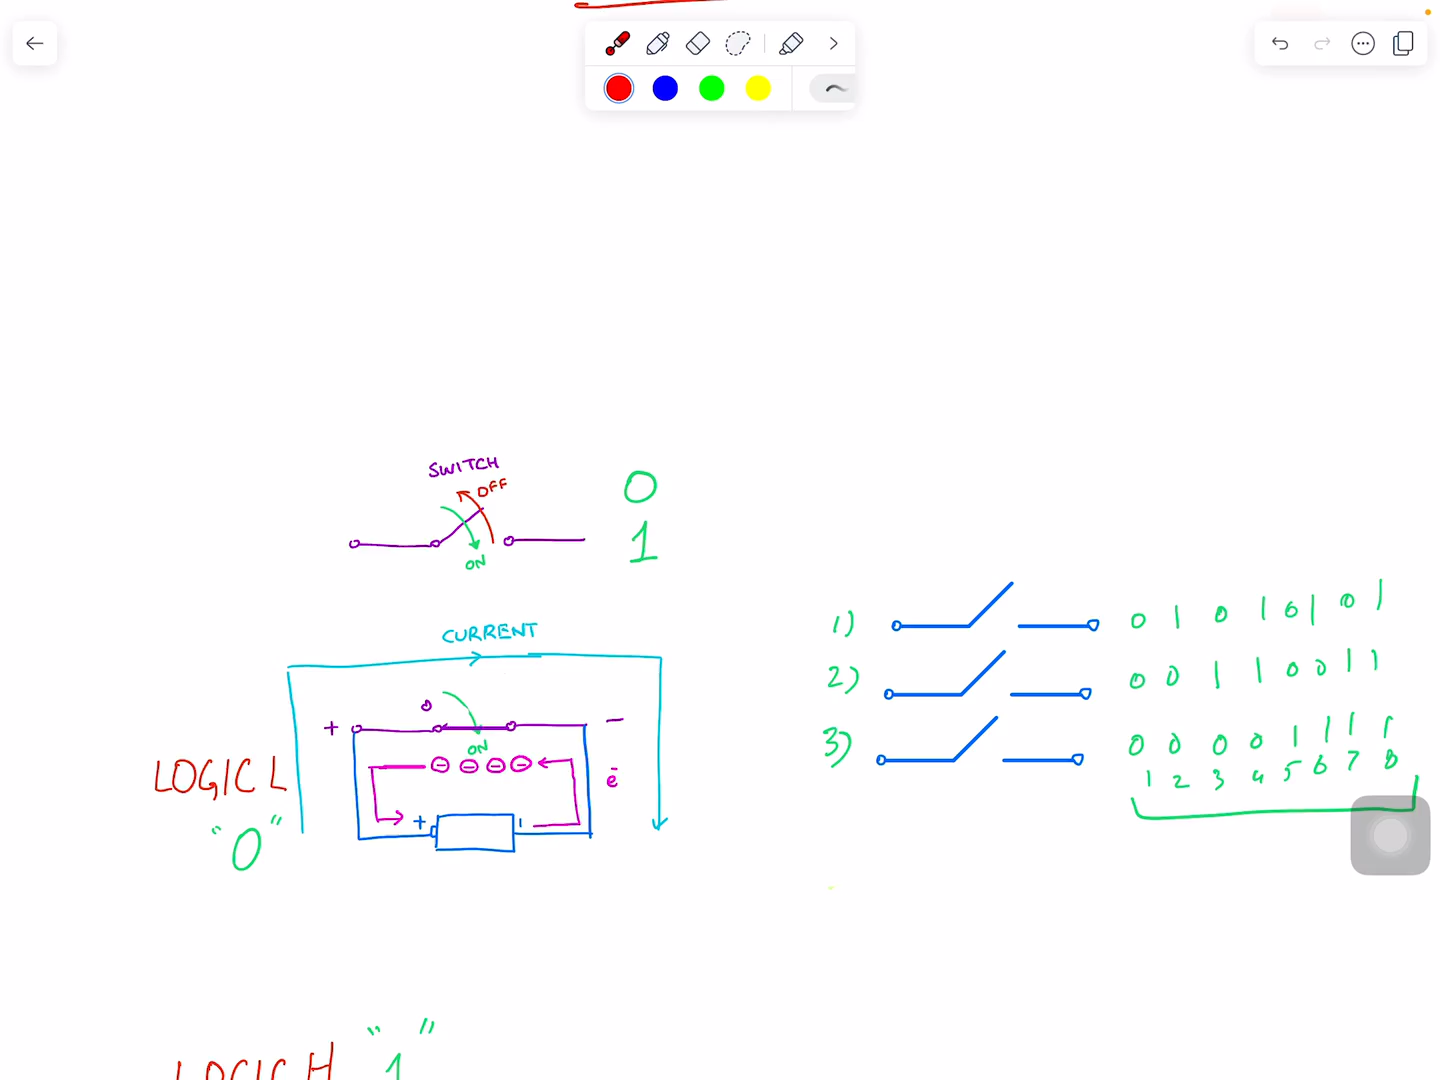 SWITCH
OFF
ON
0
1
CURRENT
+
−
ON
⊖ ⊖ ⊖ ⊖
e̅
+
LOGIC L
"0"
LOGIC H "1"
1) 0 1 0 1 0 1 0 1
2) 0 0 1 1 0 0 1 1
3) 0 0 0 0 1 1 1 1
1 2 3 4 5 6 7 8